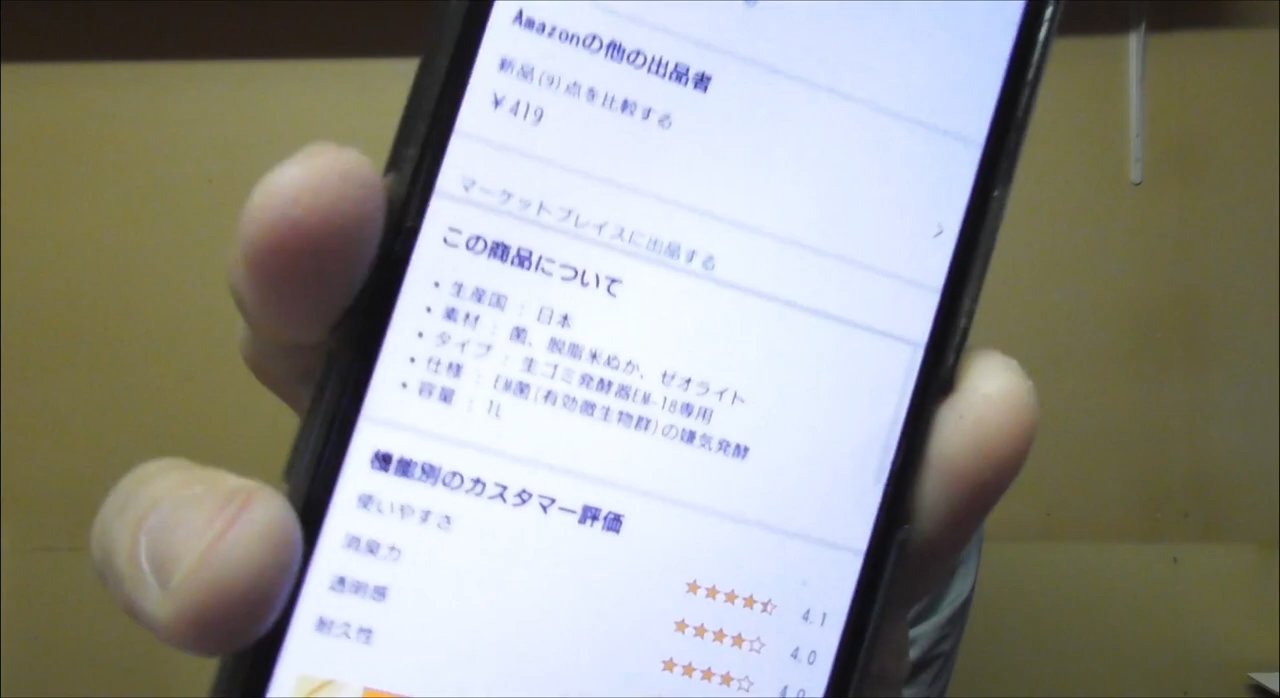 Amazonの他の出品者
新品(9)点を比較する
¥419
マーケットプレイスに出品する
この商品について
• 生産国 : 日本
• 素材 : 菌、脱脂米ぬか、ゼオライト
• タイプ : 生ゴミ発酵器EM-18専用
• 仕様 : EM菌(有効微生物群)の嫌気発酵
• 容量 : 1L
機能別のカスタマー評価
使いやすさ 4.1
消臭力 4.0
透明感 4.0
耐久性